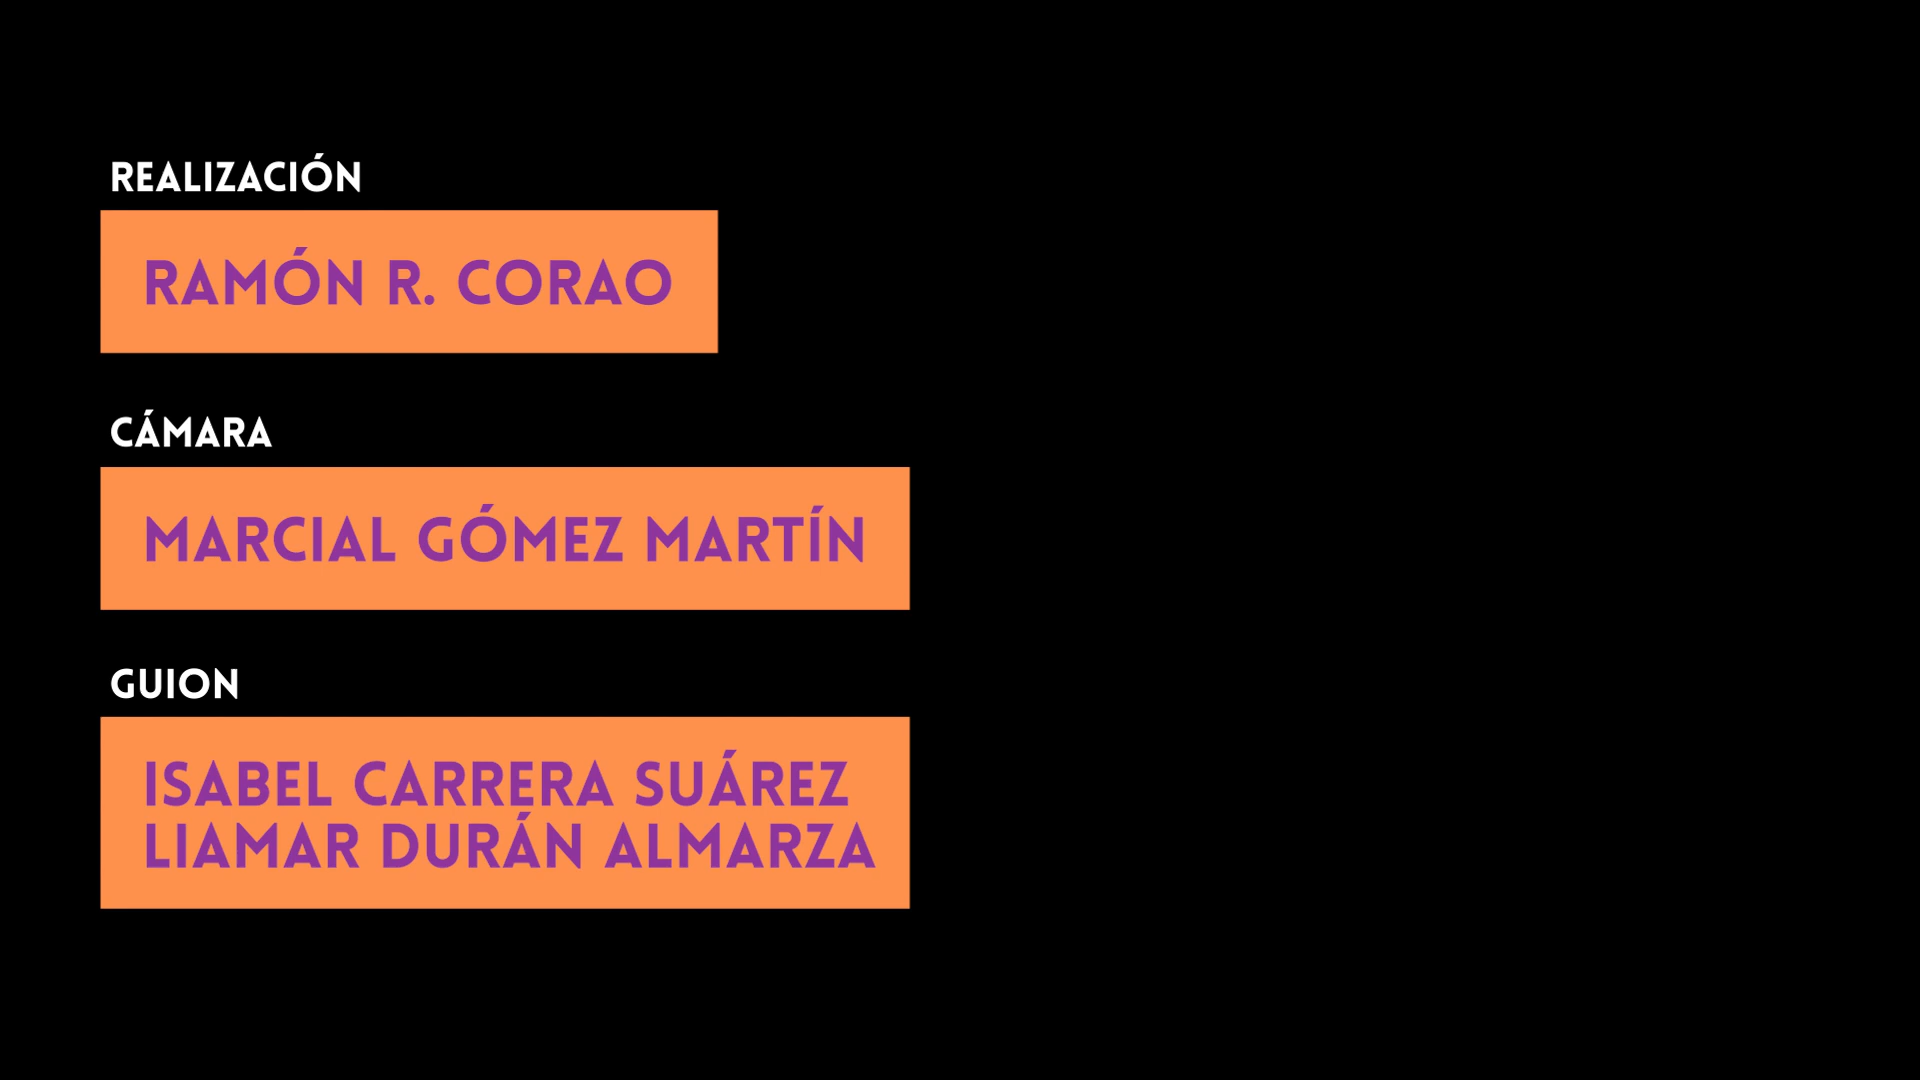 REALIZACIÓN
RAMÓN R. CORAO
CÁMARA
MARCIAL GÓMEZ MARTÍN
GUION
ISABEL CARRERA SUÁREZ
LIAMAR DURÁN ALMARZA